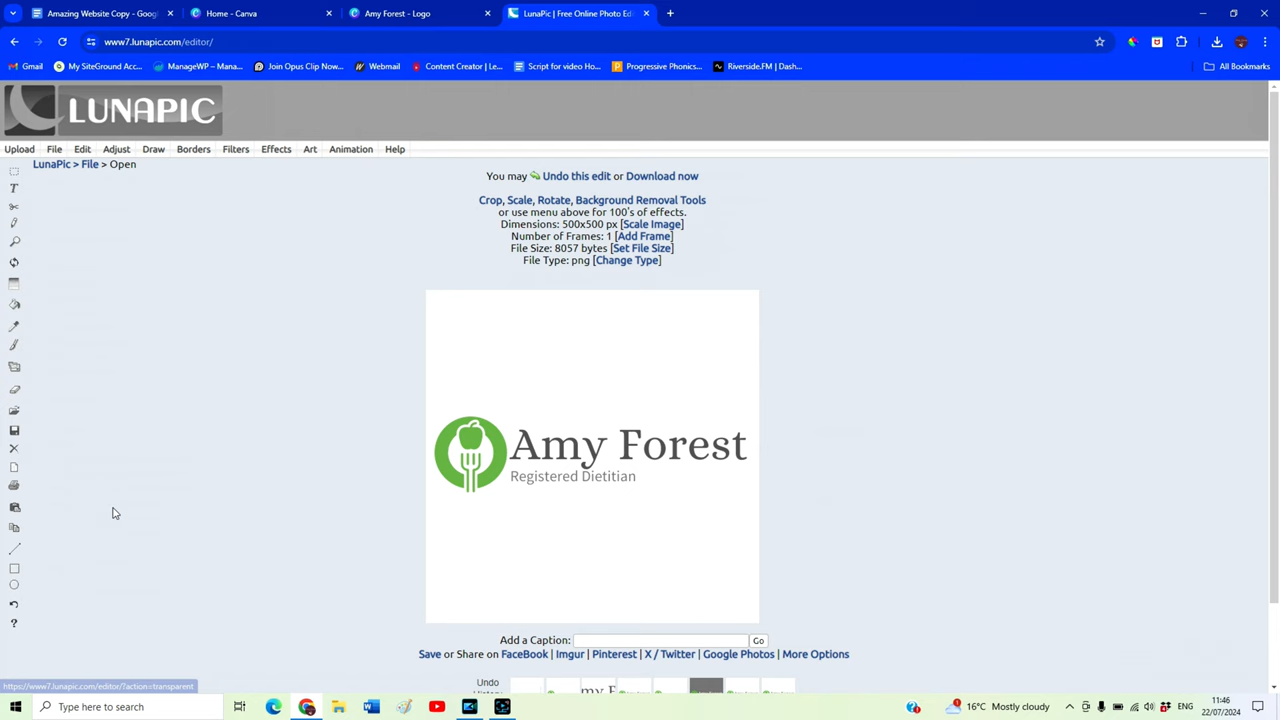 Amazing Website Copy - Goog
Home - Canva
Amy Forest - Logo
LunaPic | Free Online Photo Edi
www7.lunapic.com/editor/
Gmail
My SiteGround Acc...
ManageWP – Mana...
Join Opus Clip Now...
Webmail
Content Creator | Le...
Script for video Ho...
Progressive Phonics...
Riverside.FM | Dash...
All Bookmarks
LUNAPIC
Upload File Edit Adjust Draw Borders Filters Effects Art Animation Help
LunaPic > File > Open
You may Undo this edit or Download now
Crop, Scale, Rotate, Background Removal Tools
or use menu above for 100's of effects.
Dimensions: 500x500 px [Scale Image]
Number of Frames: 1 [Add Frame]
File Size: 8057 bytes [Set File Size]
File Type: png [Change Type]
Amy Forest
Registered Dietitian
Add a Caption: Go
Save or Share on FaceBook | Imgur | Pinterest | X / Twitter | Google Photos | More Options
Undo
History
https://www7.lunapic.com/editor/?action=transparent
Type here to search
16°C Mostly cloudy
ENG
11:46
22/07/2024